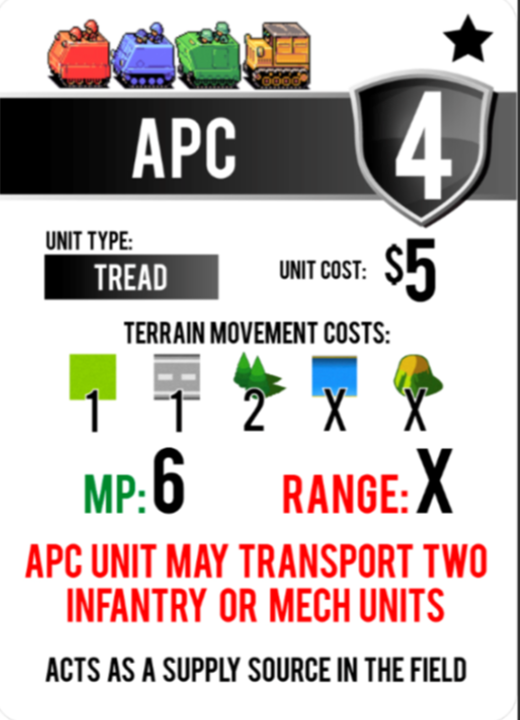 APC
4
UNIT TYPE:
TREAD
UNIT COST: $5
TERRAIN MOVEMENT COSTS:
1 1 2 X X
MP: 6 RANGE: X
APC UNIT MAY TRANSPORT TWO
INFANTRY OR MECH UNITS
ACTS AS A SUPPLY SOURCE IN THE FIELD